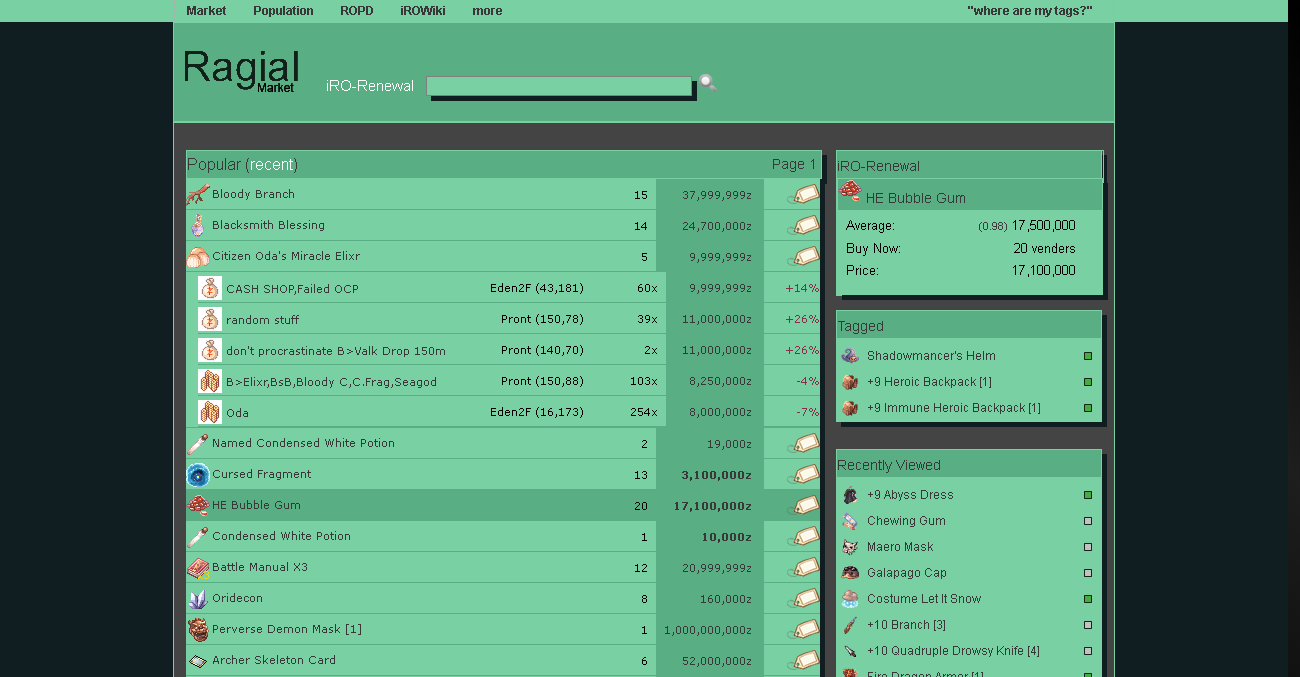 Market Population ROPD iROWiki more "where are my tags?"
Ragial
Market
iRO-Renewal
Popular (recent) Page 1
Bloody Branch 15 37,999,999z
Blacksmith Blessing 14 24,700,000z
Citizen Oda's Miracle Elixr 5 9,999,999z
CASH SHOP,Failed OCP Eden2F (43,181) 60x 9,999,999z +14%
random stuff Pront (150,78) 39x 11,000,000z +26%
don't procrastinate B>Valk Drop 150m Pront (140,70) 2x 11,000,000z +26%
B>Elixr,BsB,Bloody C,C.Frag,Seagod Pront (150,88) 103x 8,250,000z -4%
Oda Eden2F (16,173) 254x 8,000,000z -7%
Named Condensed White Potion 2 19,000z
Cursed Fragment 13 3,100,000z
HE Bubble Gum 20 17,100,000z
Condensed White Potion 1 10,000z
Battle Manual X3 12 20,999,999z
Oridecon 8 160,000z
Perverse Demon Mask [1] 1 1,000,000,000z
Archer Skeleton Card 6 52,000,000z
iRO-Renewal
HE Bubble Gum
Average: (0.98) 17,500,000
Buy Now: 20 venders
Price: 17,100,000
Tagged
Shadowmancer's Helm
+9 Heroic Backpack [1]
+9 Immune Heroic Backpack [1]
Recently Viewed
+9 Abyss Dress
Chewing Gum
Maero Mask
Galapago Cap
Costume Let It Snow
+10 Branch [3]
+10 Quadruple Drowsy Knife [4]
Fire Dragon Armor [1]